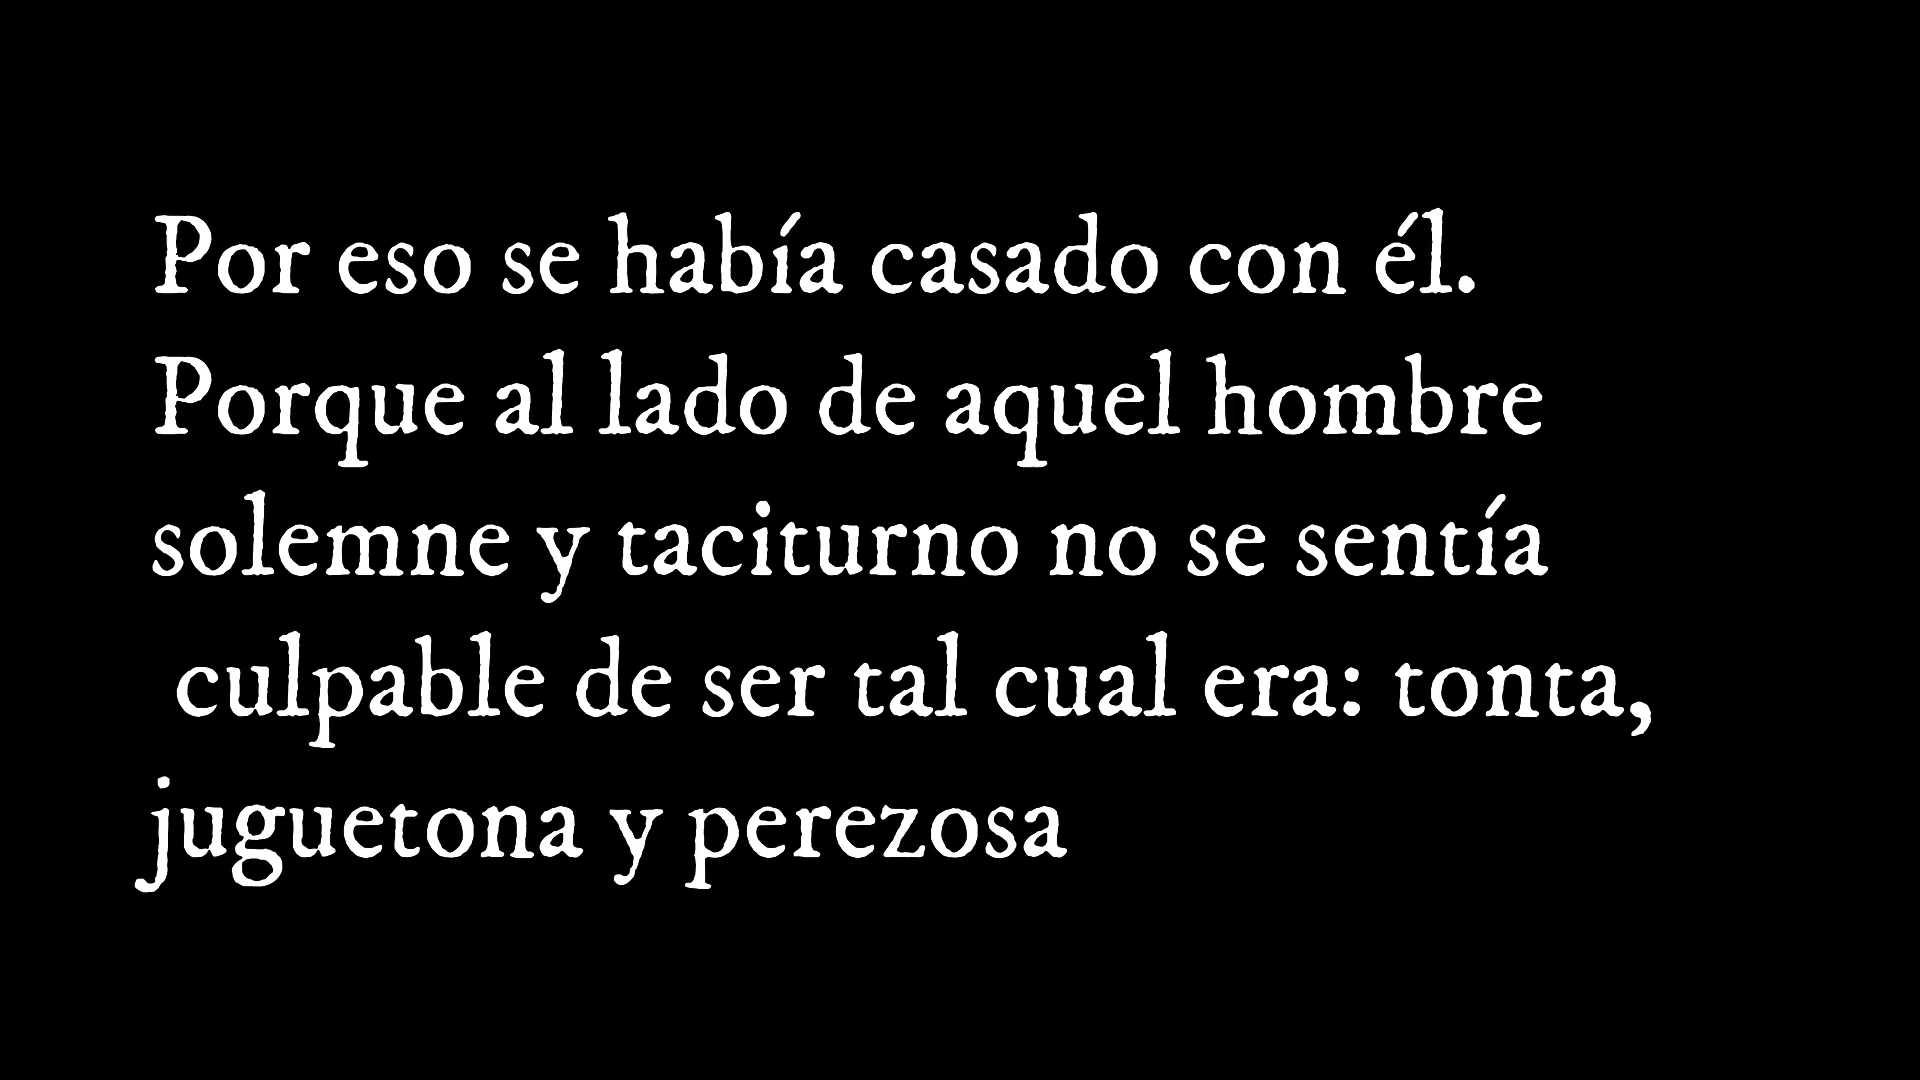 Por eso se había casado con él.
Porque al lado de aquel hombre
solemne y taciturno no se sentía
culpable de ser tal cual era: tonta,
juguetona y perezosa